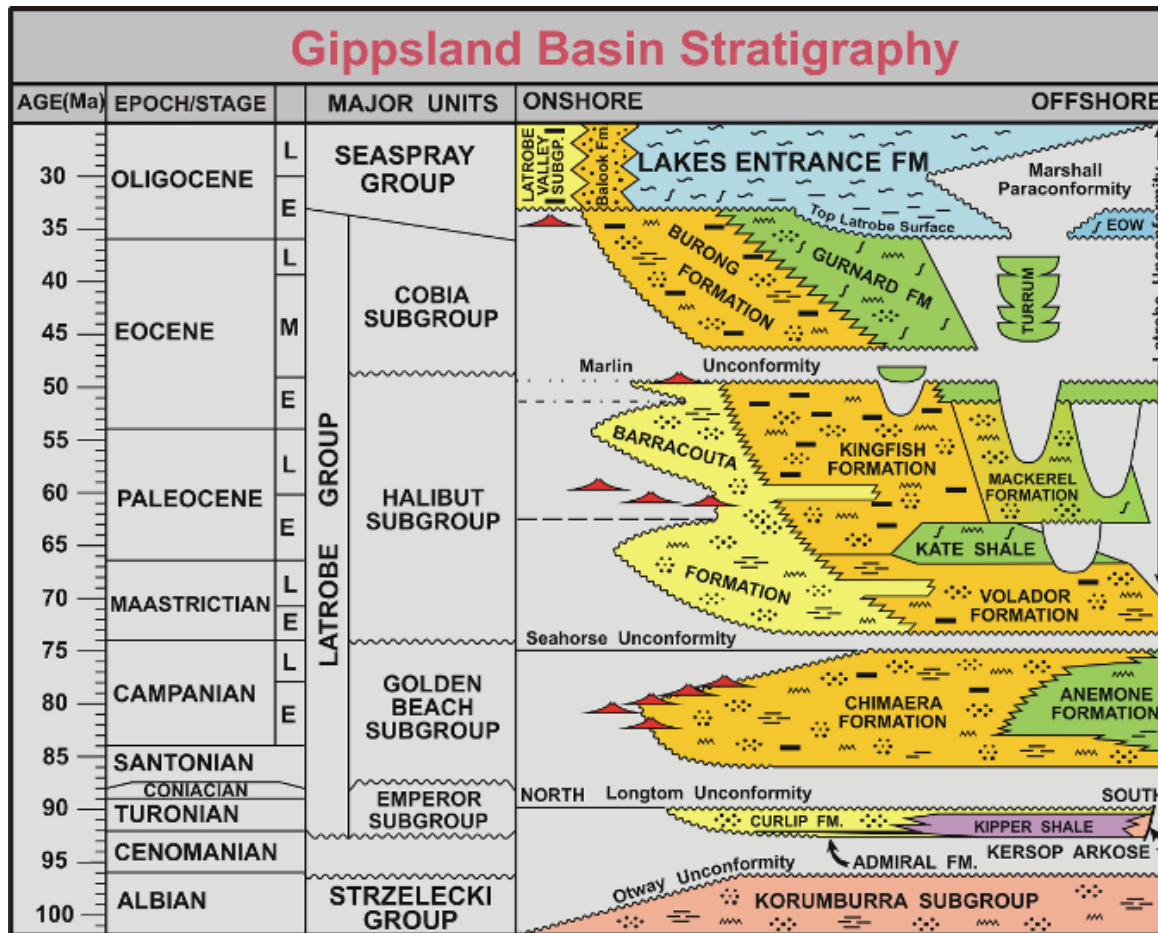 Gippsland Basin Stratigraphy
AGE(Ma)
EPOCH/STAGE
MAJOR UNITS
ONSHORE
OFFSHORE
30
35
40
45
50
55
60
65
70
75
80
85
90
95
100
OLIGOCENE
L
E
EOCENE
L
M
E
PALEOCENE
L
E
MAASTRICTIAN
L
E
CAMPANIAN
L
E
SANTONIAN
CONIACIAN
TURONIAN
CENOMANIAN
ALBIAN
SEASPRAY
GROUP
LATROBE GROUP
COBIA
SUBGROUP
HALIBUT
SUBGROUP
GOLDEN
BEACH
SUBGROUP
EMPEROR
SUBGROUP
STRZELECKI
GROUP
LATROBE
VALLEY
SUBGP.
Balook Fm.
LAKES ENTRANCE FM
Marshall
Paraconformity
Top Latrobe Surface
EOW
BURONG
FORMATION
GURNARD FM
TURRUM
Latrobe Unconformity
Marlin Unconformity
BARRACOUTA
FORMATION
KINGFISH
FORMATION
MACKEREL
FORMATION
KATE SHALE
VOLADOR
FORMATION
Seahorse Unconformity
CHIMAERA
FORMATION
ANEMONE
FORMATION
NORTH
Longtom Unconformity
SOUTH
CURLIP FM.
KIPPER SHALE
ADMIRAL FM.
KERSOP ARKOSE
Otway Unconformity
KORUMBURRA SUBGROUP